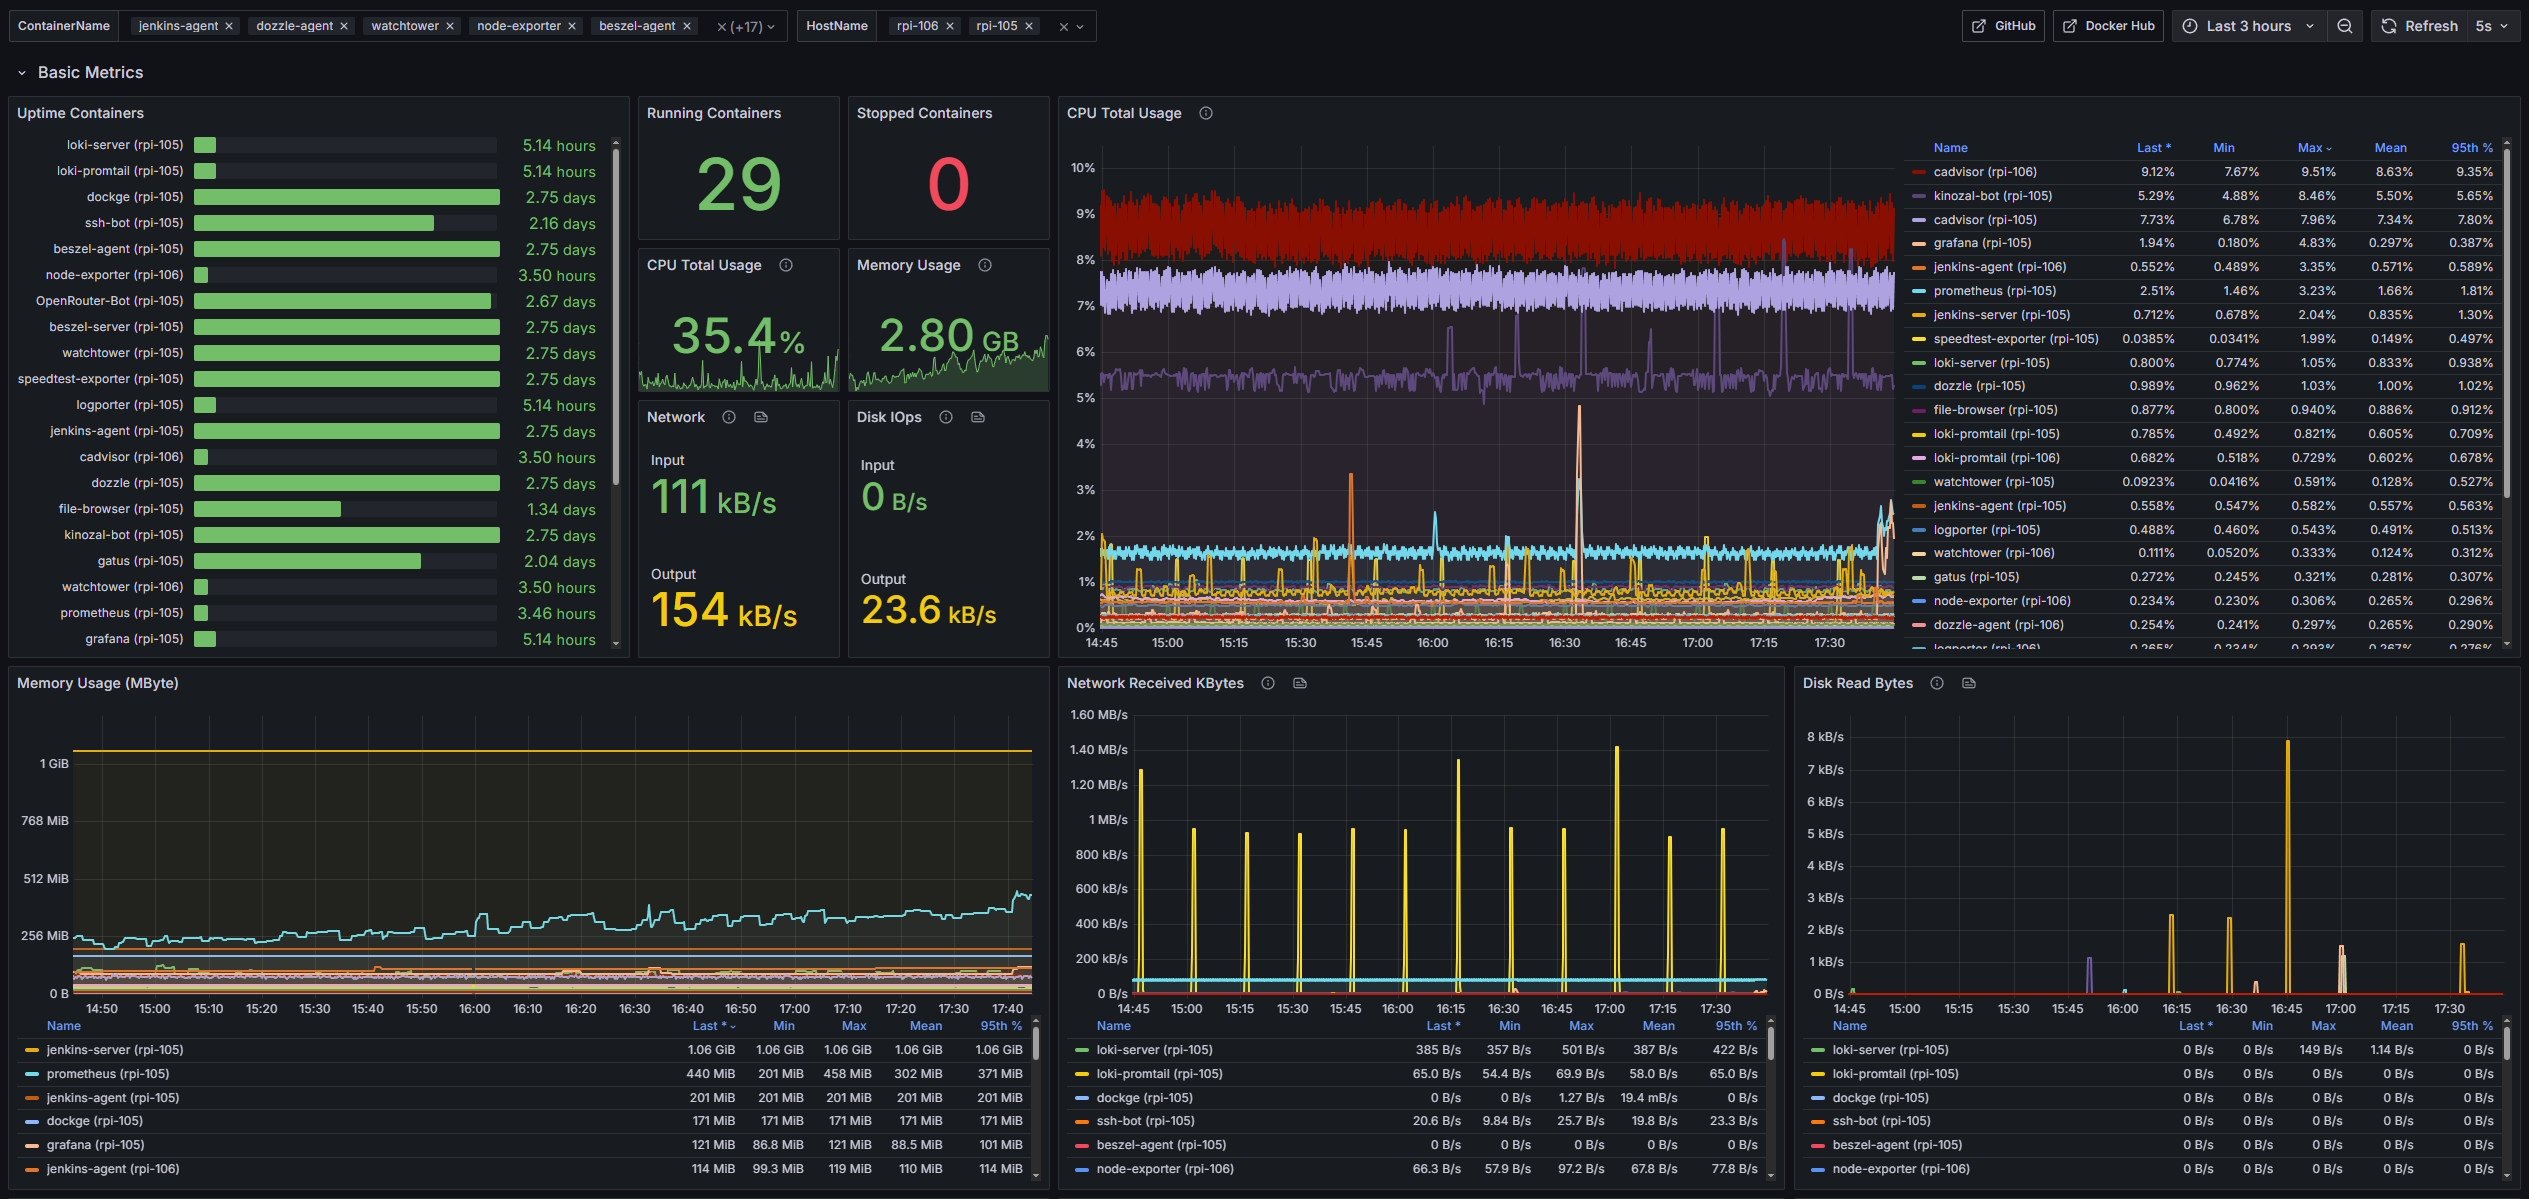 ContainerName jenkins-agent dozzle-agent watchtower node-exporter beszel-agent (+17) HostName rpi-106 rpi-105 GitHub Docker Hub Last 3 hours Refresh 5s
Basic Metrics
Uptime Containers
loki-server (rpi-105) 5.14 hours
loki-promtail (rpi-105) 5.14 hours
dockge (rpi-105) 2.75 days
ssh-bot (rpi-105) 2.16 days
beszel-agent (rpi-105) 2.75 days
node-exporter (rpi-106) 3.50 hours
OpenRouter-Bot (rpi-105) 2.67 days
beszel-server (rpi-105) 2.75 days
watchtower (rpi-105) 2.75 days
speedtest-exporter (rpi-105) 2.75 days
logporter (rpi-105) 5.14 hours
jenkins-agent (rpi-105) 2.75 days
cadvisor (rpi-106) 3.50 hours
dozzle (rpi-105) 2.75 days
file-browser (rpi-105) 1.34 days
kinozal-bot (rpi-105) 2.75 days
gatus (rpi-105) 2.04 days
watchtower (rpi-106) 3.50 hours
prometheus (rpi-105) 3.46 hours
grafana (rpi-105) 5.14 hours
Running Containers
29
Stopped Containers
0
CPU Total Usage
35.4%
Memory Usage
2.80 GB
Network
Input
111 kB/s
Output
154 kB/s
Disk IOps
Input
0 B/s
Output
23.6 kB/s
CPU Total Usage
10%
9%
8%
7%
6%
5%
4%
3%
2%
1%
0%
14:45 15:00 15:15 15:30 15:45 16:00 16:15 16:30 16:45 17:00 17:15 17:30
Name Last * Min Max Mean 95th %
cadvisor (rpi-106) 9.12% 7.67% 9.51% 8.63% 9.35%
kinozal-bot (rpi-105) 5.29% 4.88% 8.46% 5.50% 5.65%
cadvisor (rpi-105) 7.73% 6.78% 7.96% 7.34% 7.80%
grafana (rpi-105) 1.94% 0.180% 4.83% 0.297% 0.387%
jenkins-agent (rpi-106) 0.552% 0.489% 3.35% 0.571% 0.589%
prometheus (rpi-105) 2.51% 1.46% 3.23% 1.66% 1.81%
jenkins-server (rpi-105) 0.712% 0.678% 2.04% 0.835% 1.30%
speedtest-exporter (rpi-105) 0.0385% 0.0341% 1.99% 0.149% 0.497%
loki-server (rpi-105) 0.800% 0.774% 1.05% 0.833% 0.938%
dozzle (rpi-105) 0.989% 0.962% 1.03% 1.00% 1.02%
file-browser (rpi-105) 0.877% 0.800% 0.940% 0.886% 0.912%
loki-promtail (rpi-105) 0.785% 0.492% 0.821% 0.605% 0.709%
loki-promtail (rpi-106) 0.682% 0.518% 0.729% 0.602% 0.678%
watchtower (rpi-105) 0.0923% 0.0416% 0.591% 0.128% 0.527%
jenkins-agent (rpi-105) 0.558% 0.547% 0.582% 0.557% 0.563%
logporter (rpi-105) 0.488% 0.460% 0.543% 0.491% 0.513%
watchtower (rpi-106) 0.111% 0.0520% 0.333% 0.124% 0.312%
gatus (rpi-105) 0.272% 0.245% 0.321% 0.281% 0.307%
node-exporter (rpi-106) 0.234% 0.230% 0.306% 0.265% 0.296%
dozzle-agent (rpi-106) 0.254% 0.241% 0.297% 0.265% 0.290%
logporter (rpi-106) 0.265% 0.234% 0.293% 0.267% 0.276%
Memory Usage (MByte)
1 GiB
768 MiB
512 MiB
256 MiB
0 B
14:50 15:00 15:10 15:20 15:30 15:40 15:50 16:00 16:10 16:20 16:30 16:40 16:50 17:00 17:10 17:20 17:30 17:40
Name Last * Min Max Mean 95th %
jenkins-server (rpi-105) 1.06 GiB 1.06 GiB 1.06 GiB 1.06 GiB 1.06 GiB
prometheus (rpi-105) 440 MiB 201 MiB 458 MiB 302 MiB 371 MiB
jenkins-agent (rpi-105) 201 MiB 201 MiB 201 MiB 201 MiB 201 MiB
dockge (rpi-105) 171 MiB 171 MiB 171 MiB 171 MiB 171 MiB
grafana (rpi-105) 121 MiB 86.8 MiB 121 MiB 88.5 MiB 101 MiB
jenkins-agent (rpi-106) 114 MiB 99.3 MiB 119 MiB 110 MiB 114 MiB
Network Received KBytes
1.60 MB/s
1.40 MB/s
1.20 MB/s
1 MB/s
800 kB/s
600 kB/s
400 kB/s
200 kB/s
0 B/s
14:45 15:00 15:15 15:30 15:45 16:00 16:15 16:30 16:45 17:00 17:15 17:30
Name Last * Min Max Mean 95th %
loki-server (rpi-105) 385 B/s 357 B/s 501 B/s 387 B/s 422 B/s
loki-promtail (rpi-105) 65.0 B/s 54.4 B/s 69.9 B/s 58.0 B/s 65.0 B/s
dockge (rpi-105) 0 B/s 0 B/s 1.27 B/s 19.4 mB/s 0 B/s
ssh-bot (rpi-105) 20.6 B/s 9.84 B/s 25.7 B/s 19.8 B/s 23.3 B/s
beszel-agent (rpi-105) 0 B/s 0 B/s 0 B/s 0 B/s 0 B/s
node-exporter (rpi-106) 66.3 B/s 57.9 B/s 97.2 B/s 67.8 B/s 77.8 B/s
Disk Read Bytes
8 kB/s
7 kB/s
6 kB/s
5 kB/s
4 kB/s
3 kB/s
2 kB/s
1 kB/s
0 B/s
14:45 15:00 15:15 15:30 15:45 16:00 16:15 16:30 16:45 17:00 17:15 17:30
Name Last * Min Max Mean 95th %
loki-server (rpi-105) 0 B/s 0 B/s 149 B/s 1.14 B/s 0 B/s
loki-promtail (rpi-105) 0 B/s 0 B/s 0 B/s 0 B/s 0 B/s
dockge (rpi-105) 0 B/s 0 B/s 0 B/s 0 B/s 0 B/s
ssh-bot (rpi-105) 0 B/s 0 B/s 0 B/s 0 B/s 0 B/s
beszel-agent (rpi-105) 0 B/s 0 B/s 0 B/s 0 B/s 0 B/s
node-exporter (rpi-106) 0 B/s 0 B/s 0 B/s 0 B/s 0 B/s